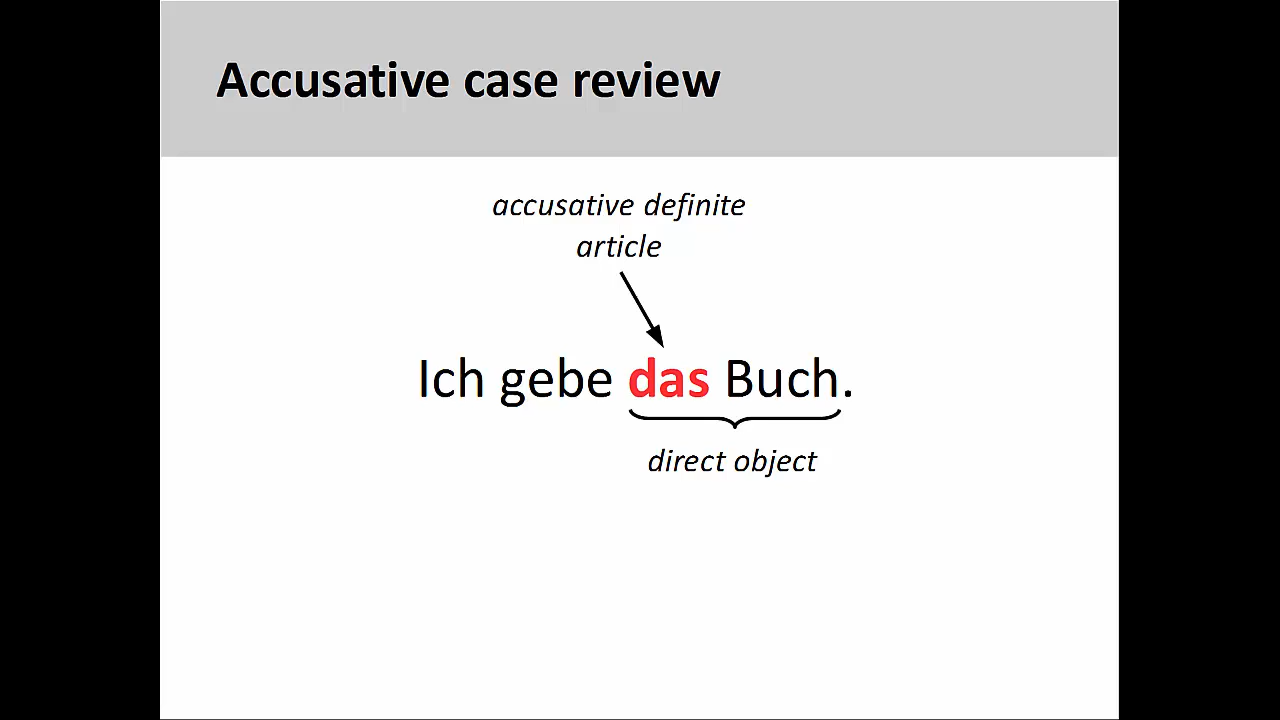 Accusative case review
accusative definite
article
Ich gebe das Buch.
direct object